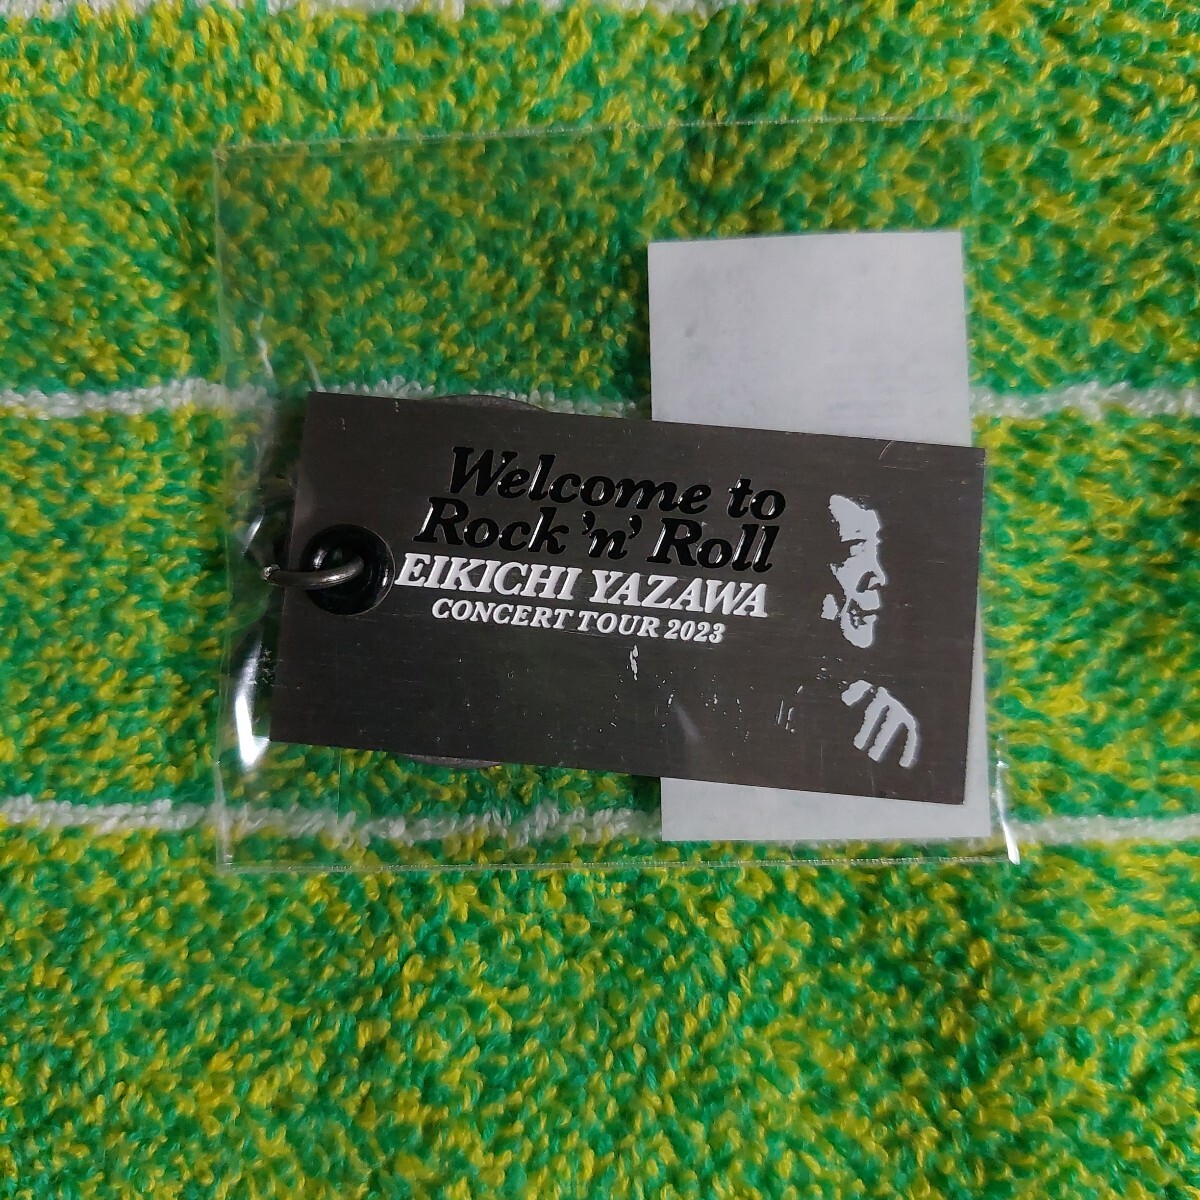 Welcome to
Rock 'n' Roll
EIKICHI YAZAWA
CONCERT TOUR 2023